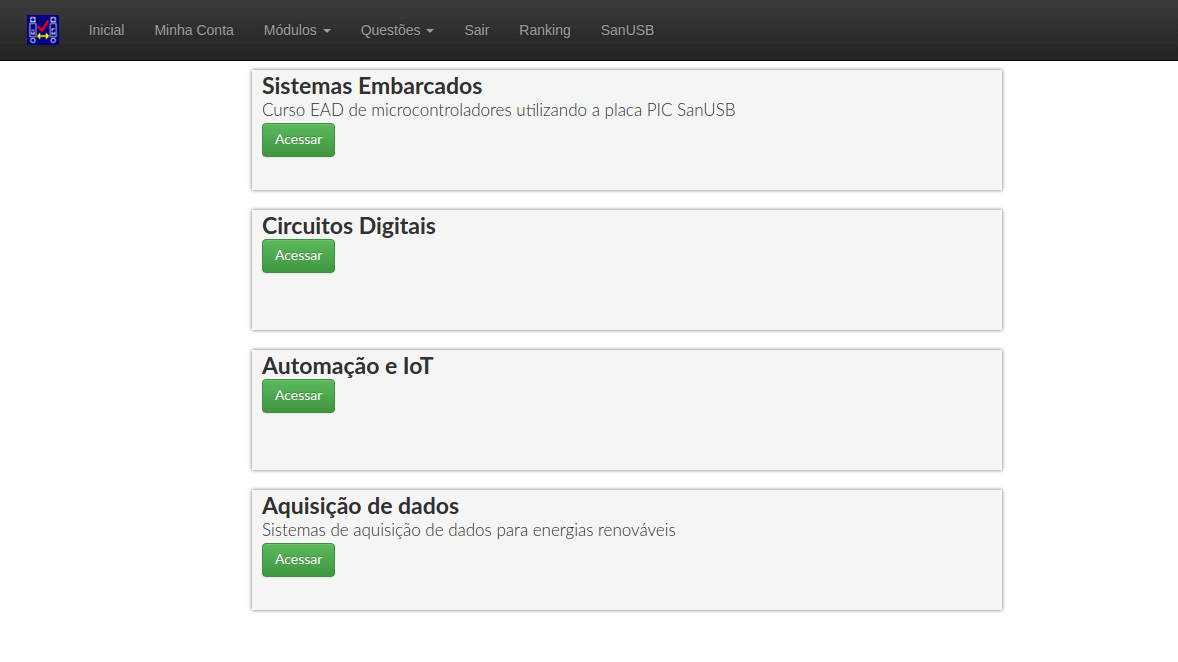 Inicial Minha Conta Módulos Questões Sair Ranking SanUSB
Sistemas Embarcados
Curso EAD de microcontroladores utilizando a placa PIC SanUSB
Acessar
Circuitos Digitais
Acessar
Automação e IoT
Acessar
Aquisição de dados
Sistemas de aquisição de dados para energias renováveis
Acessar